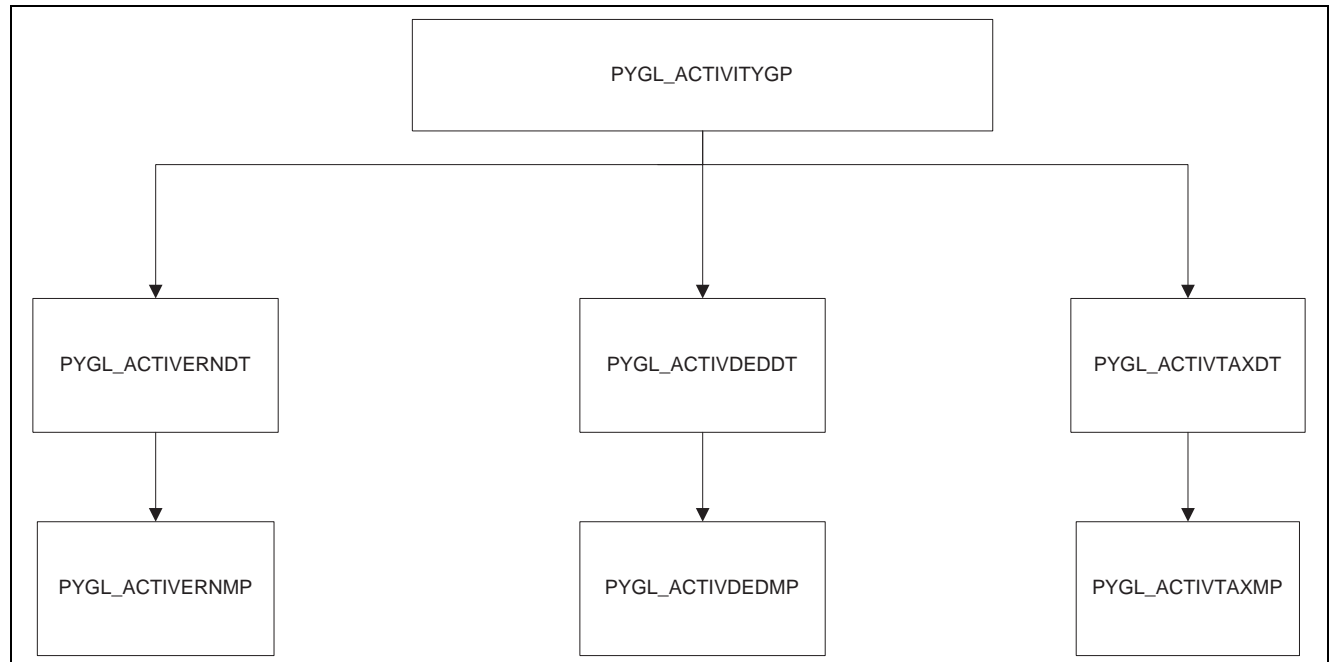 PYGL_ACTIVITYGP
PYGL_ACTIVERNDT
PYGL_ACTIVDEDDT
PYGL_ACTIVTAXDT
PYGL_ACTIVERNMP
PYGL_ACTIVDEDMP
PYGL_ACTIVTAXMP